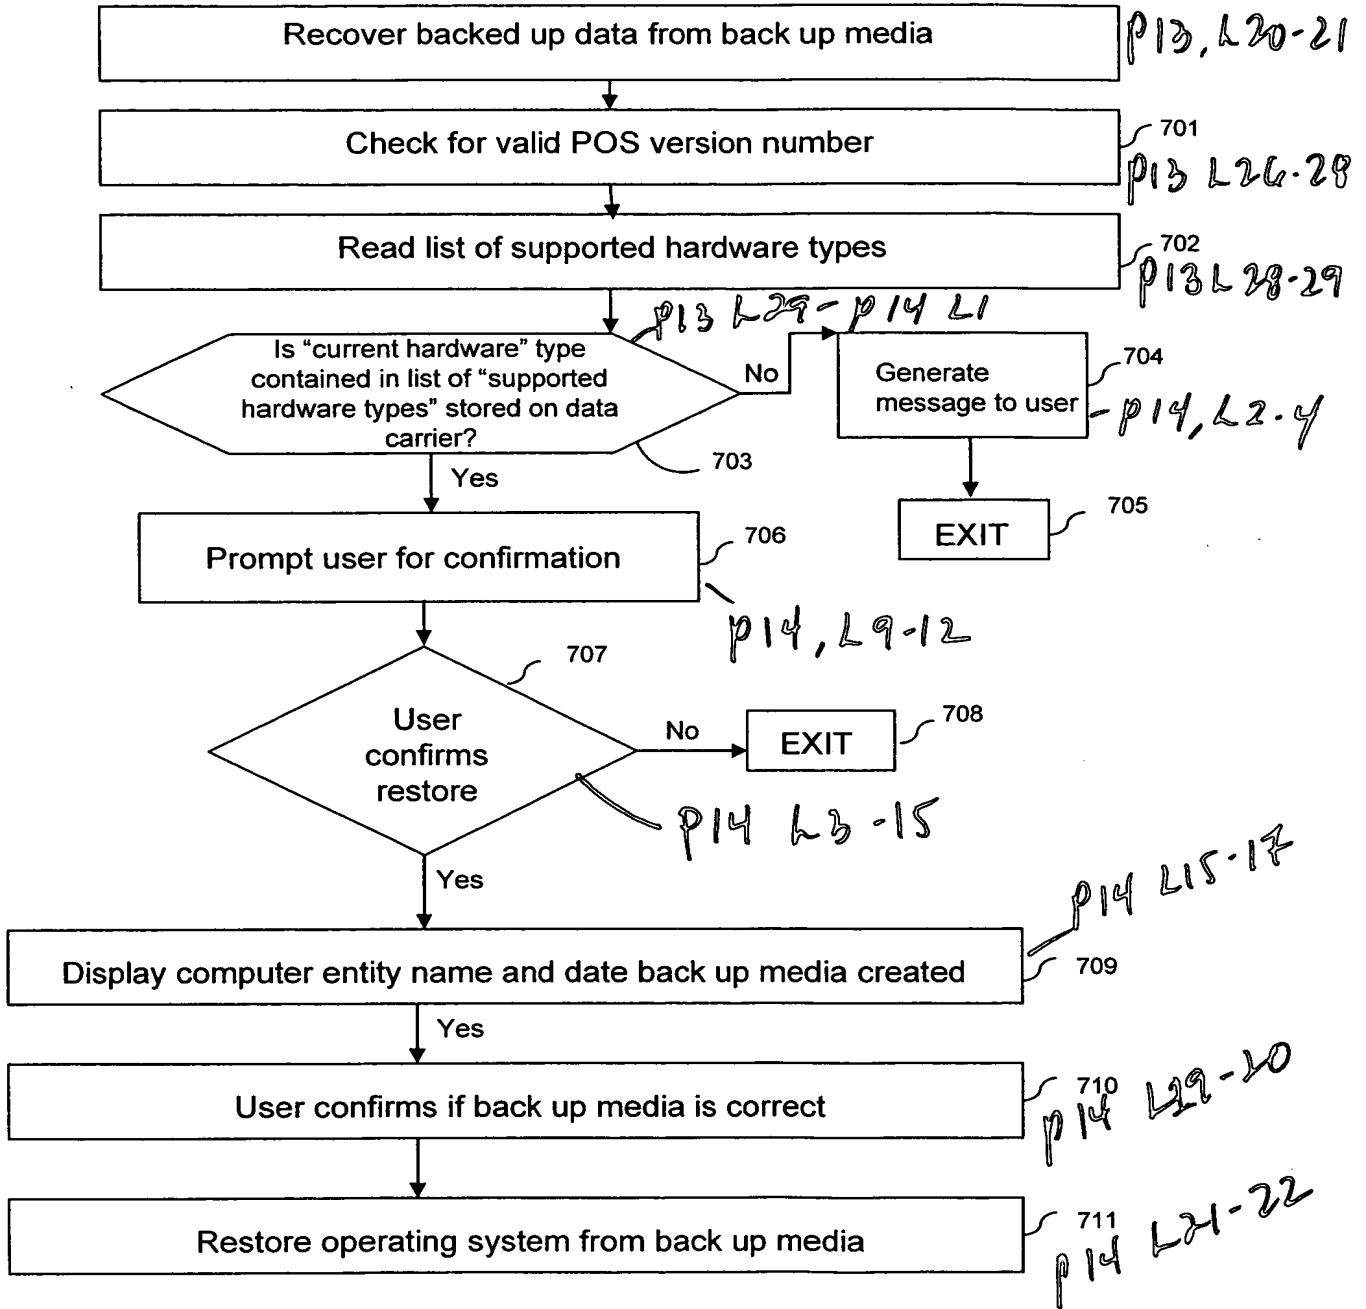 Recover backed up data from back up media
p13, L20-21
Check for valid POS version number
701
p13 L26-28
Read list of supported hardware types
702
p13 L28-29
p13 L29 - p14 L1
Is "current hardware" type
contained in list of "supported
hardware types" stored on data
carrier?
703
No
Generate
message to user
704
p14, L2-4
EXIT
705
Yes
Prompt user for confirmation
706
p14, L9-12
707
User
confirms
restore
No
EXIT
708
p14 L3-15
Yes
p14 L15-17
Display computer entity name and date back up media created
709
Yes
User confirms if back up media is correct
710
p14
Restore operating system from back up media
711
p14 L21-22